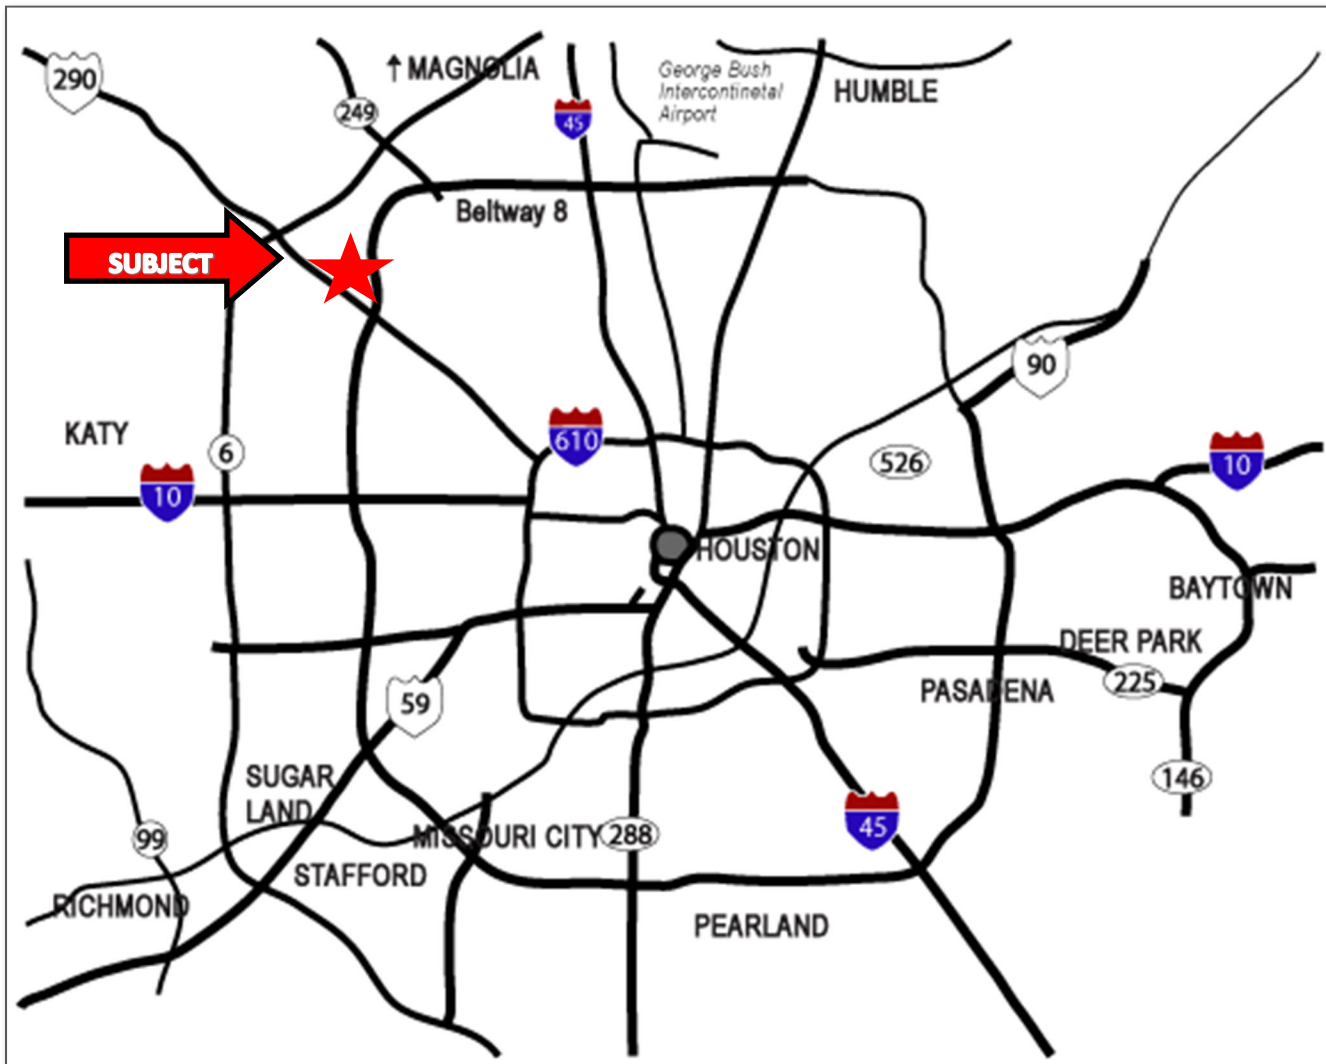 290
249
↑ MAGNOLIA
45
George Bush
Intercontinetal
Airport
HUMBLE
Beltway 8
SUBJECT
90
KATY
6
610
526
10
10
HOUSTON
BAYTOWN
DEER PARK
225
PASADENA
59
146
SUGAR
LAND
45
99
MISSOURI CITY
288
STAFFORD
RICHMOND
PEARLAND